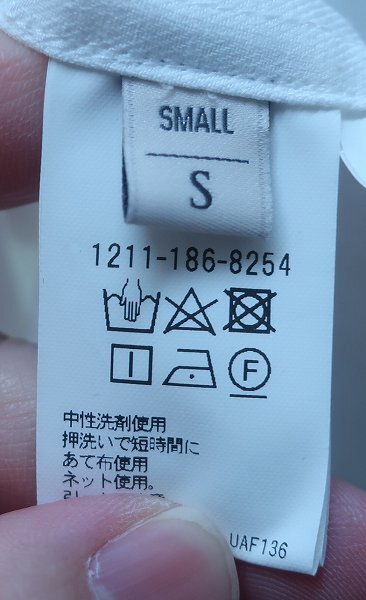 SMALL
S
1211-186-8254
F
中性洗剤使用
押洗いで短時間に
あて布使用
ネット使用。
UAF136